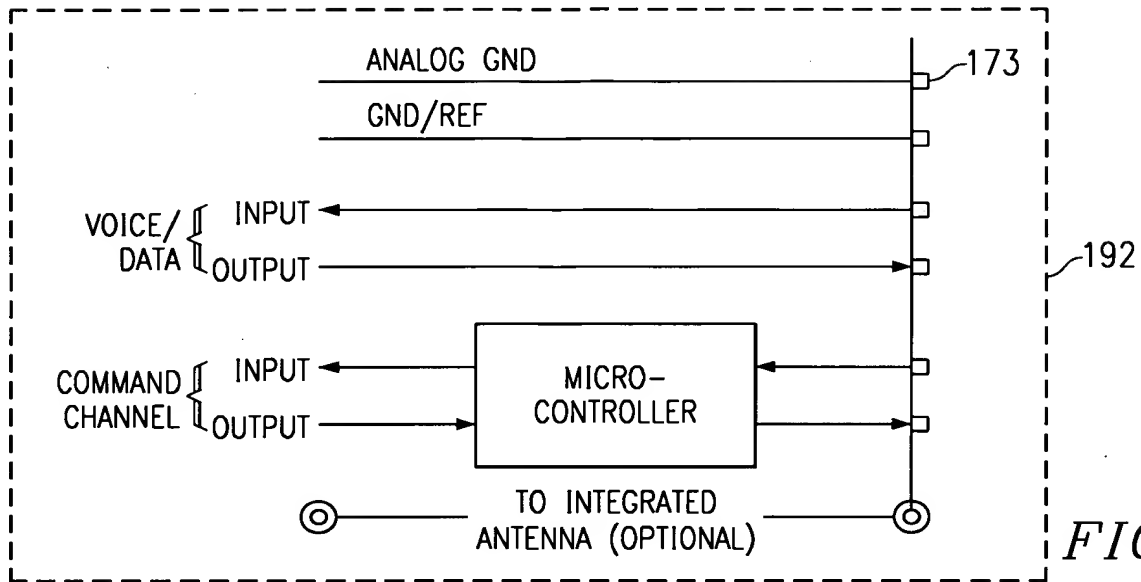 ANALOG GND
173
GND/REF
VOICE/
DATA
INPUT
OUTPUT
192
COMMAND
CHANNEL
INPUT
OUTPUT
MICRO-
CONTROLLER
TO INTEGRATED
ANTENNA (OPTIONAL)